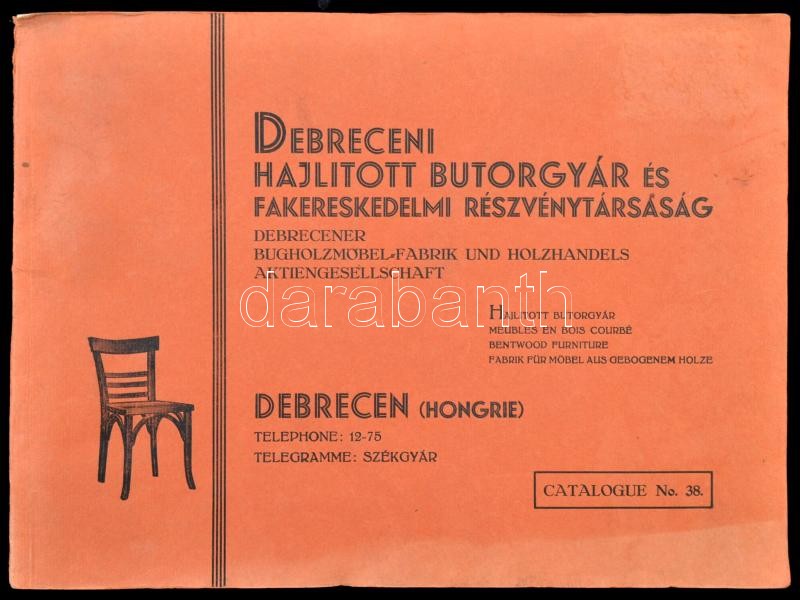 DEBRECENI
HAJLITOTT BUTORGYÁR ÉS
FAKERESKEDELMI RÉSZVÉNYTÁRSÁSÁG
DEBRECENER
BUGHOLZMÖBEL-FABRIK UND HOLZHANDELS
AKTIENGESELLSCHAFT
darabanth
HAJLITOTT BUTORGYÁR
MEUBLES EN BOIS COURBÉ
BENTWOOD FURNITURE
FABRIK FÜR MÖBEL AUS GEBOGENEM HOLZE
DEBRECEN (HONGRIE)
TELEPHONE: 12-75
TELEGRAMME: SZÉKGYÁR
CATALOGUE No. 38.